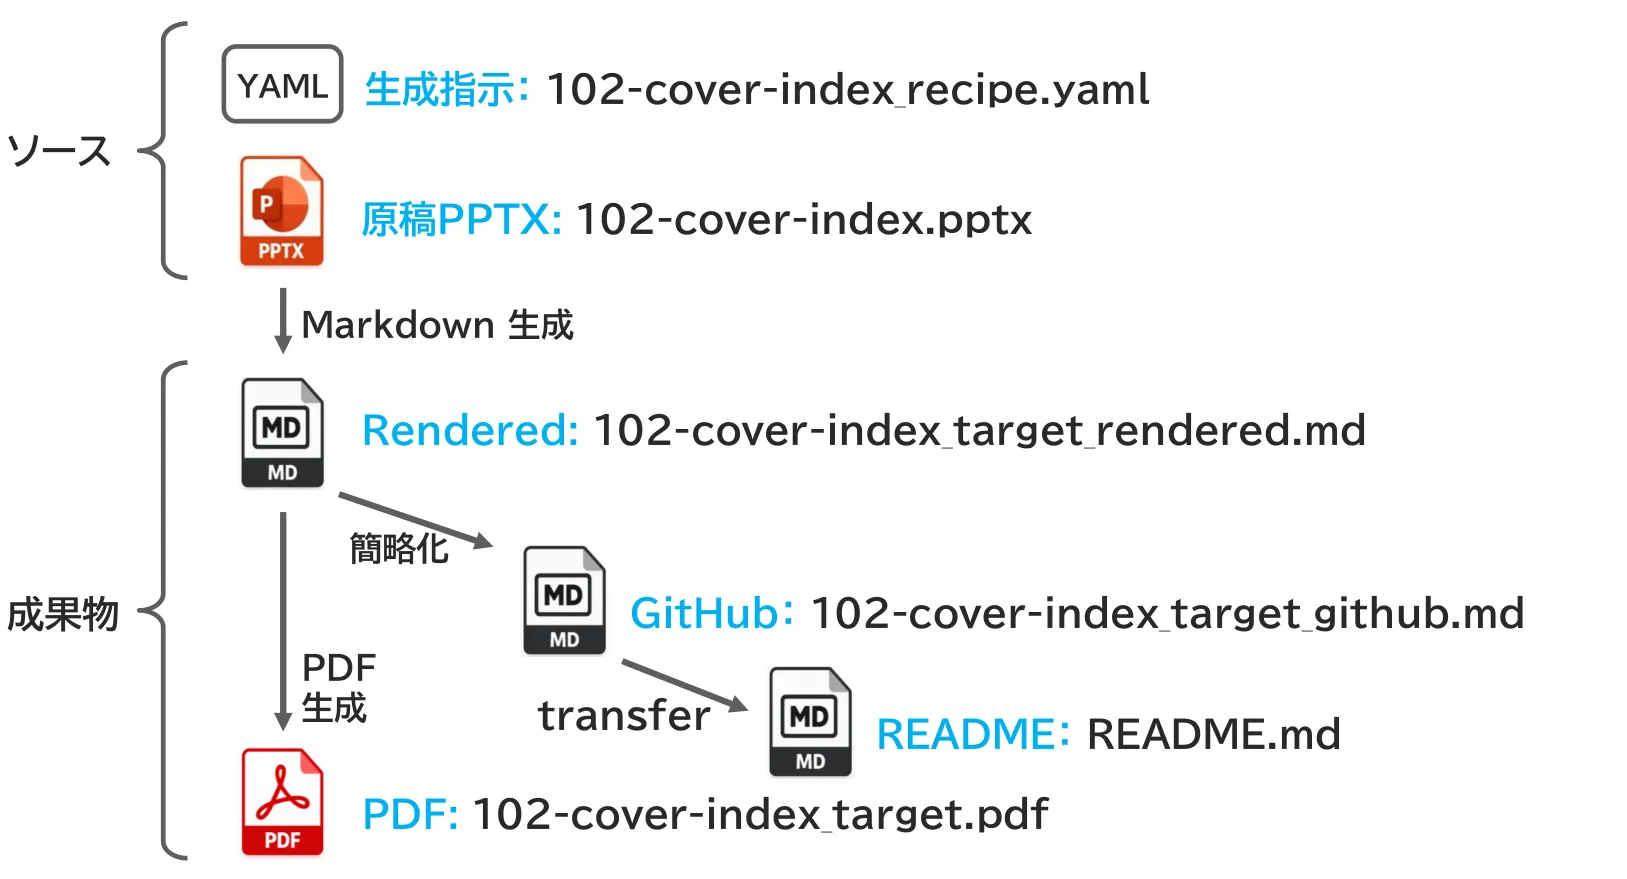 YAML
生成指示: 102-cover-index_recipe.yaml
ソース
P
PPTX
原稿PPTX: 102-cover-index.pptx
Markdown 生成
MD
MD
Rendered: 102-cover-index_target_rendered.md
簡略化
成果物
MD
MD
GitHub: 102-cover-index_target_github.md
PDF
生成
transfer
MD
MD
README: README.md
PDF
PDF: 102-cover-index_target.pdf